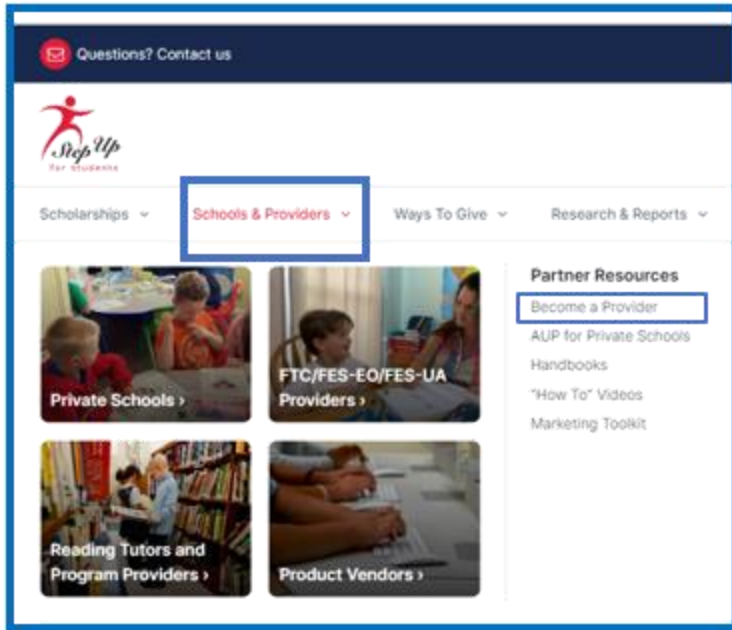 Questions? Contact us
Step Up
for students
Scholarships
Schools & Providers
Ways To Give
Research & Reports
Private Schools ›
FTC/FES-EO/FES-UA
Providers ›
Reading Tutors and
Program Providers ›
Product Vendors ›
Partner Resources
Become a Provider
AUP for Private Schools
Handbooks
"How To" Videos
Marketing Toolkit